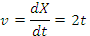 v = dX/dt = 2t